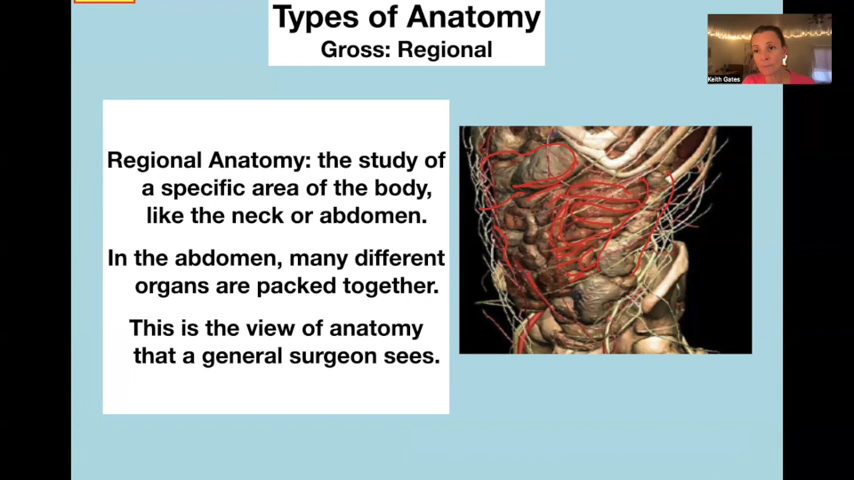 Types of Anatomy
Gross: Regional
Keith Gates
Regional Anatomy: the study of
a specific area of the body,
like the neck or abdomen.
In the abdomen, many different
organs are packed together.
This is the view of anatomy
that a general surgeon sees.